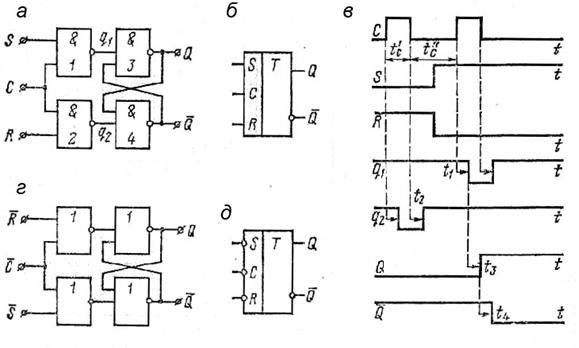 а
S
C
R
&
1
&
2
q₁
q₂
&
3
&
4
Q
Q̅
б
S
C
R
T
Q
Q̅
в
C
t'c
t''c
t
S
t
R
t
q₁
t₁
t
q₂
t₂
t
Q
t₃
t
Q̅
t₄
t
г
R̅
C̅
S̅
1
1
1
1
Q
Q̅
д
S
C
R
T
Q
Q̅